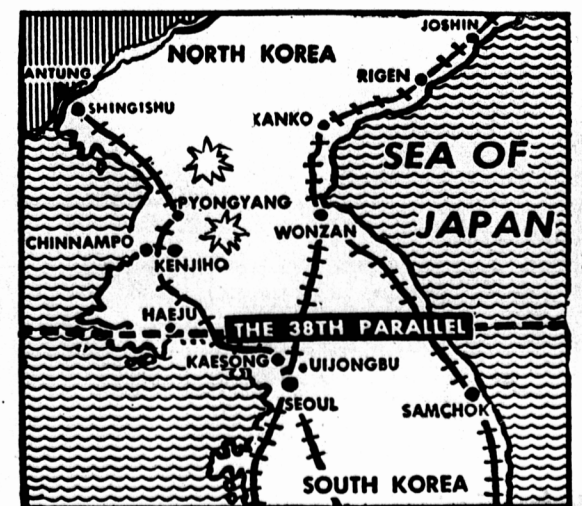 JOSHIN
NORTH KOREA
ANTUNG
RIGEN
SHINGISHU
KANKO
SEA OF
JAPAN
PYONGYANG
WONZAN
CHINNAMPO
KENJIHO
HAEJU
THE 38TH PARALLEL
KAESONG
UIJONGBU
SEOUL
SAMCHOK
SOUTH KOREA